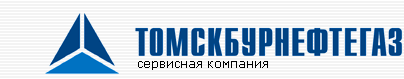 ТОМСКБУРНЕФТЕГАЗ
сервисная компания